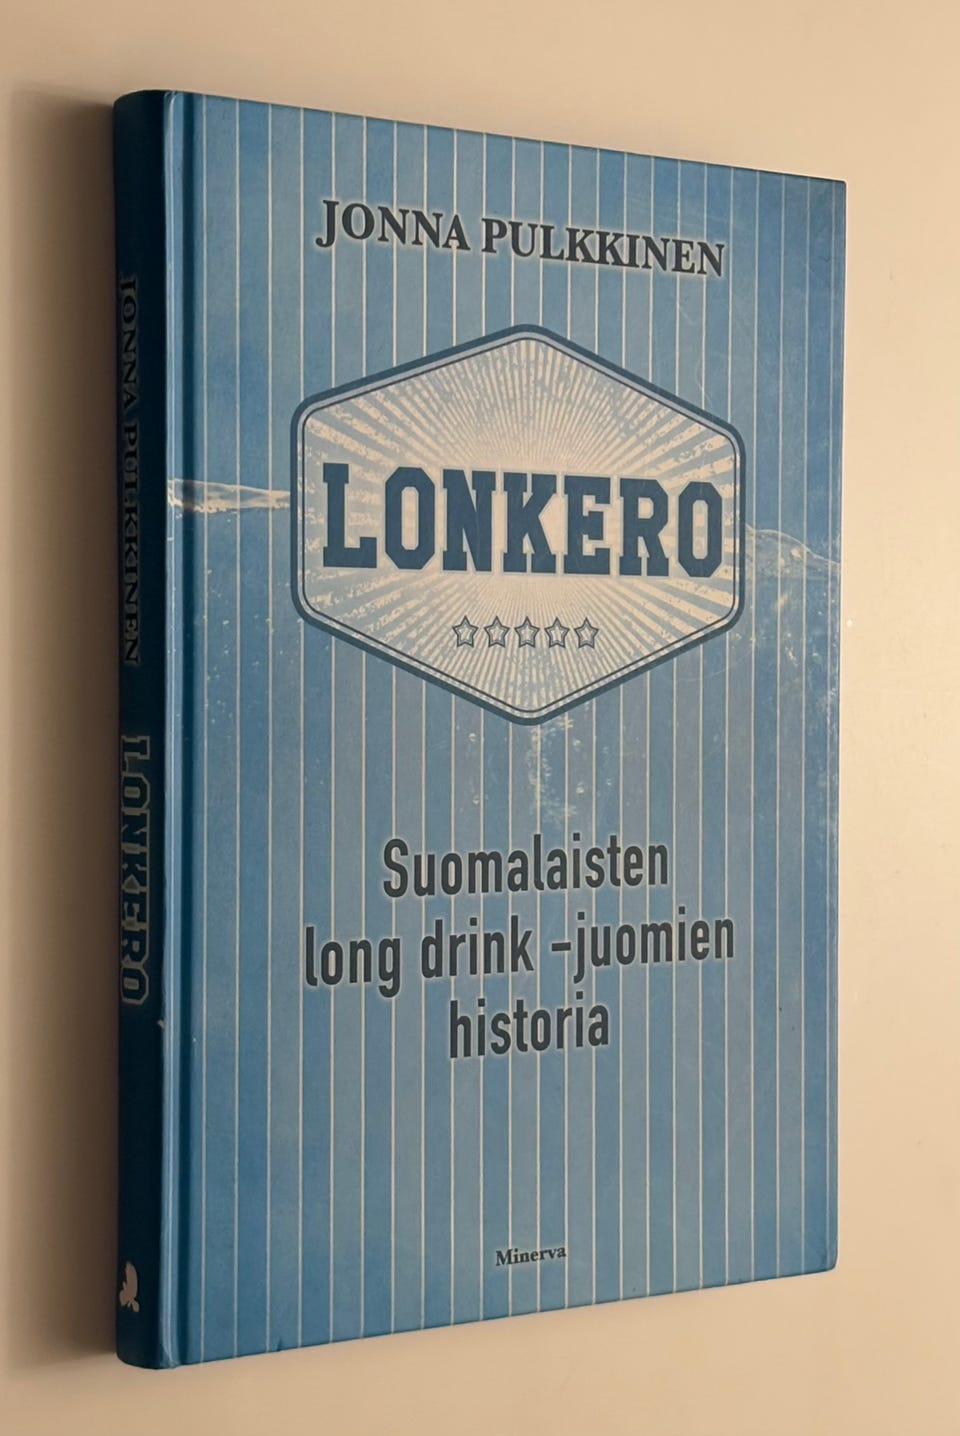 JONNA PULKKINEN
LONKERO
Suomalaisten
long drink –juomien
historia
Minerva
JONNA PULKKINEN LONKERO